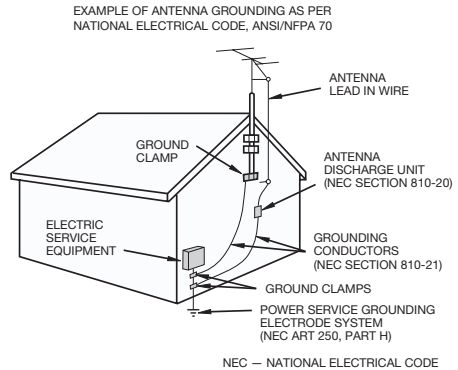 EXAMPLE OF ANTENNA GROUNDING AS PER
NATIONAL ELECTRICAL CODE, ANSI/NFPA 70
ANTENNA
LEAD IN WIRE
GROUND
CLAMP
ANTENNA
DISCHARGE UNIT
(NEC SECTION 810-20)
ELECTRIC
SERVICE
EQUIPMENT
GROUNDING
CONDUCTORS
(NEC SECTION 810-21)
GROUND CLAMPS
POWER SERVICE GROUNDING
ELECTRODE SYSTEM
(NEC ART 250, PART H)
NEC — NATIONAL ELECTRICAL CODE